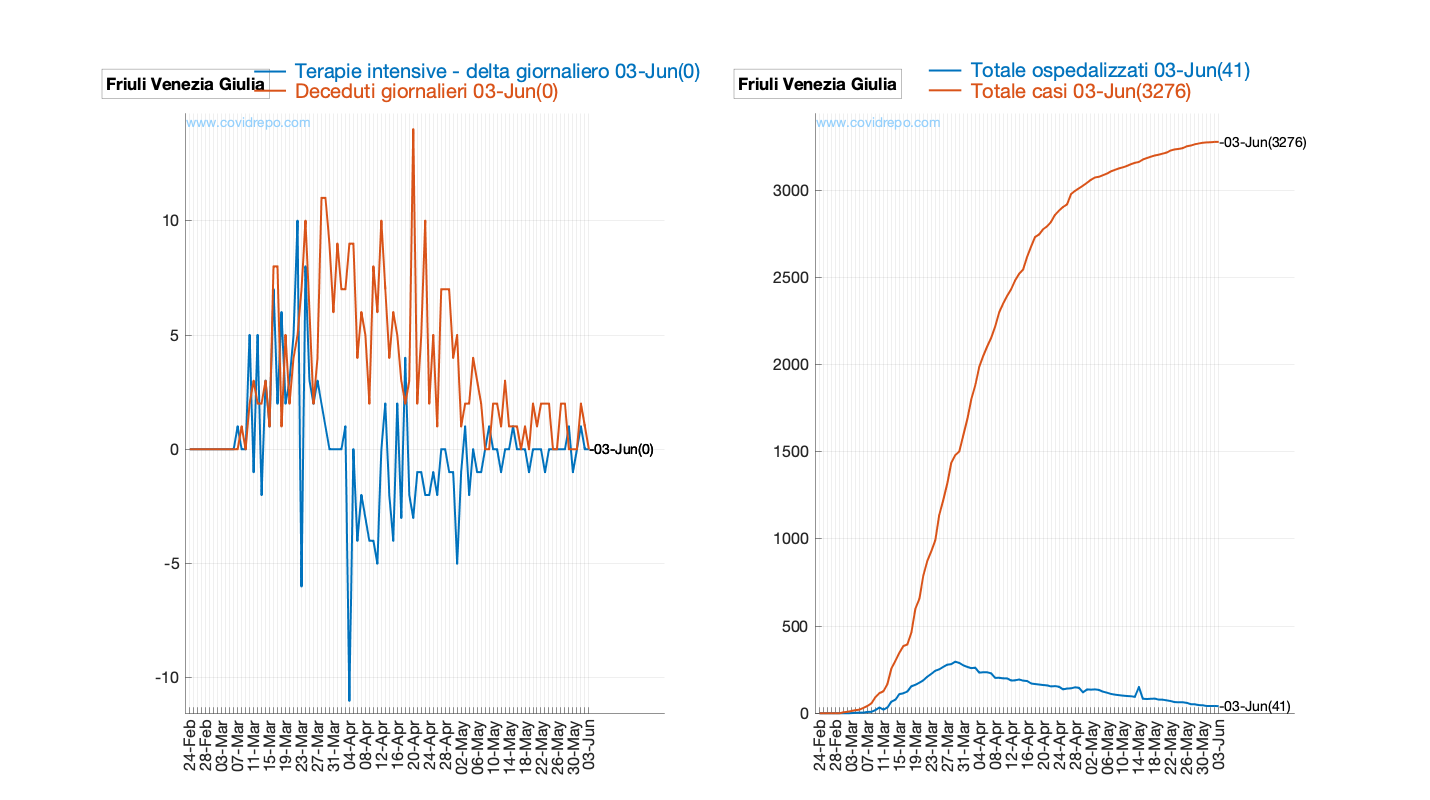 Friuli Venezia Giulia
Terapie intensive - delta giornaliero 03-Jun(0)
Deceduti giornalieri 03-Jun(0)
www.covidrepo.com
10
5
0
-5
-10
-03-Jun(0)
24-Feb
28-Feb
03-Mar
07-Mar
11-Mar
15-Mar
19-Mar
23-Mar
27-Mar
31-Mar
04-Apr
08-Apr
12-Apr
16-Apr
20-Apr
24-Apr
28-Apr
02-May
06-May
10-May
14-May
18-May
22-May
26-May
30-May
03-Jun
Friuli Venezia Giulia
Totale ospedalizzati 03-Jun(41)
Totale casi 03-Jun(3276)
www.covidrepo.com
3000
2500
2000
1500
1000
500
0
-03-Jun(3276)
-03-Jun(41)
24-Feb
28-Feb
03-Mar
07-Mar
11-Mar
15-Mar
19-Mar
23-Mar
27-Mar
31-Mar
04-Apr
08-Apr
12-Apr
16-Apr
20-Apr
24-Apr
28-Apr
02-May
06-May
10-May
14-May
18-May
22-May
26-May
30-May
03-Jun